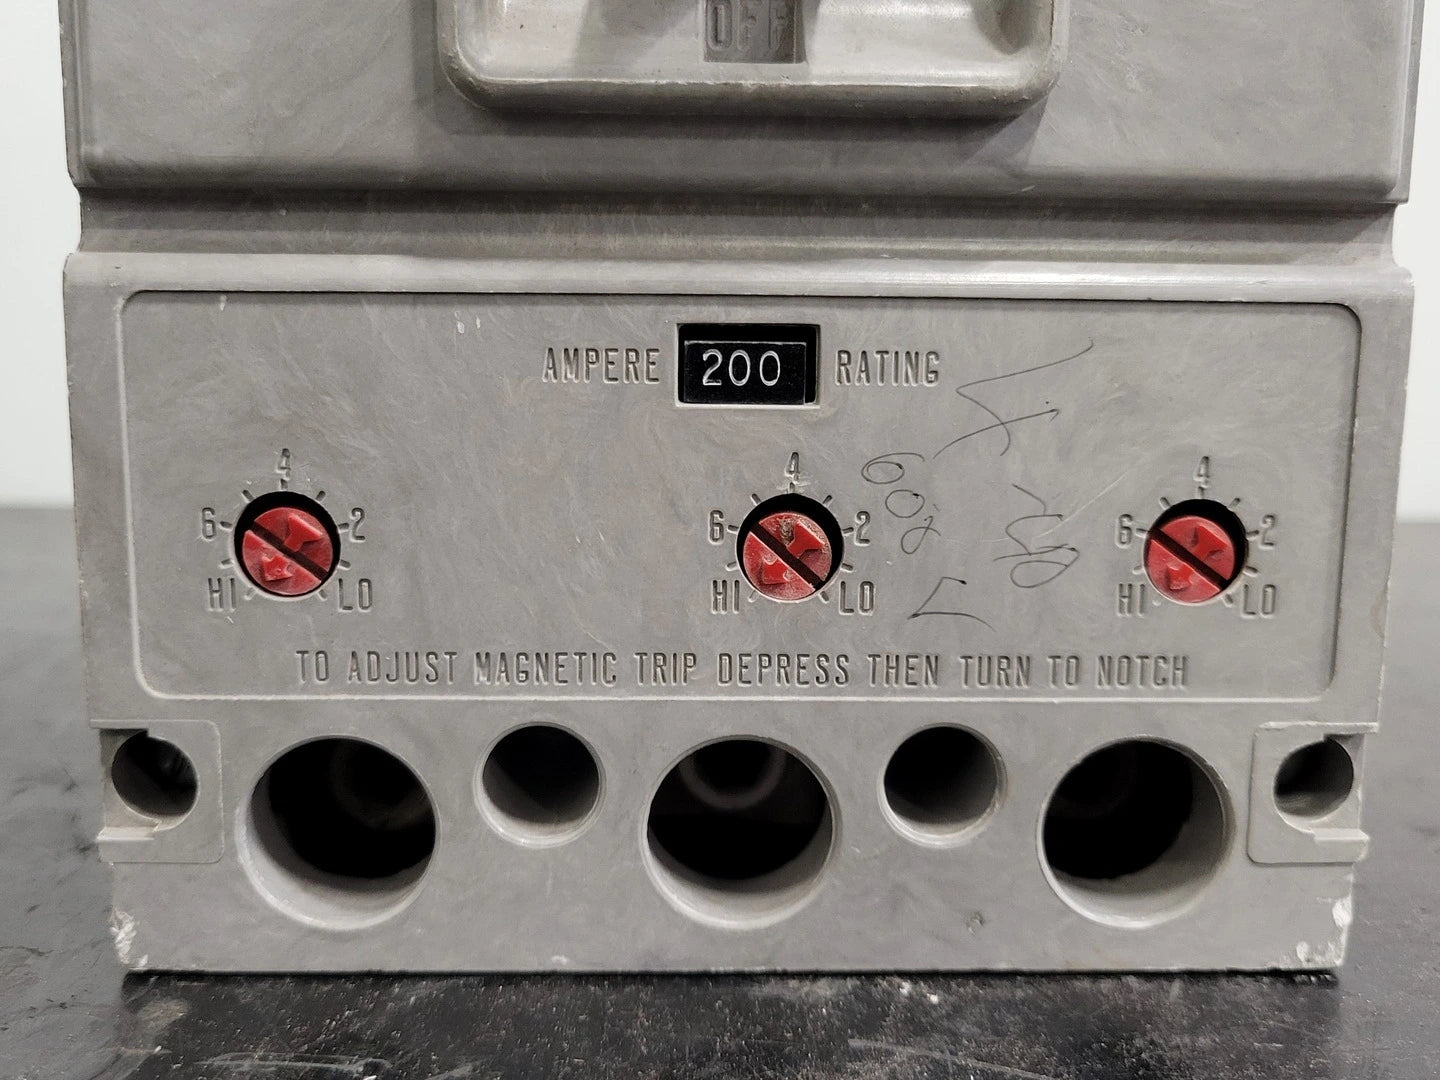 OFF
AMPERE 200 RATING
4 4 4
6 2 6 2 6 2
HI LO HI LO HI LO
TO ADJUST MAGNETIC TRIP DEPRESS THEN TURN TO NOTCH